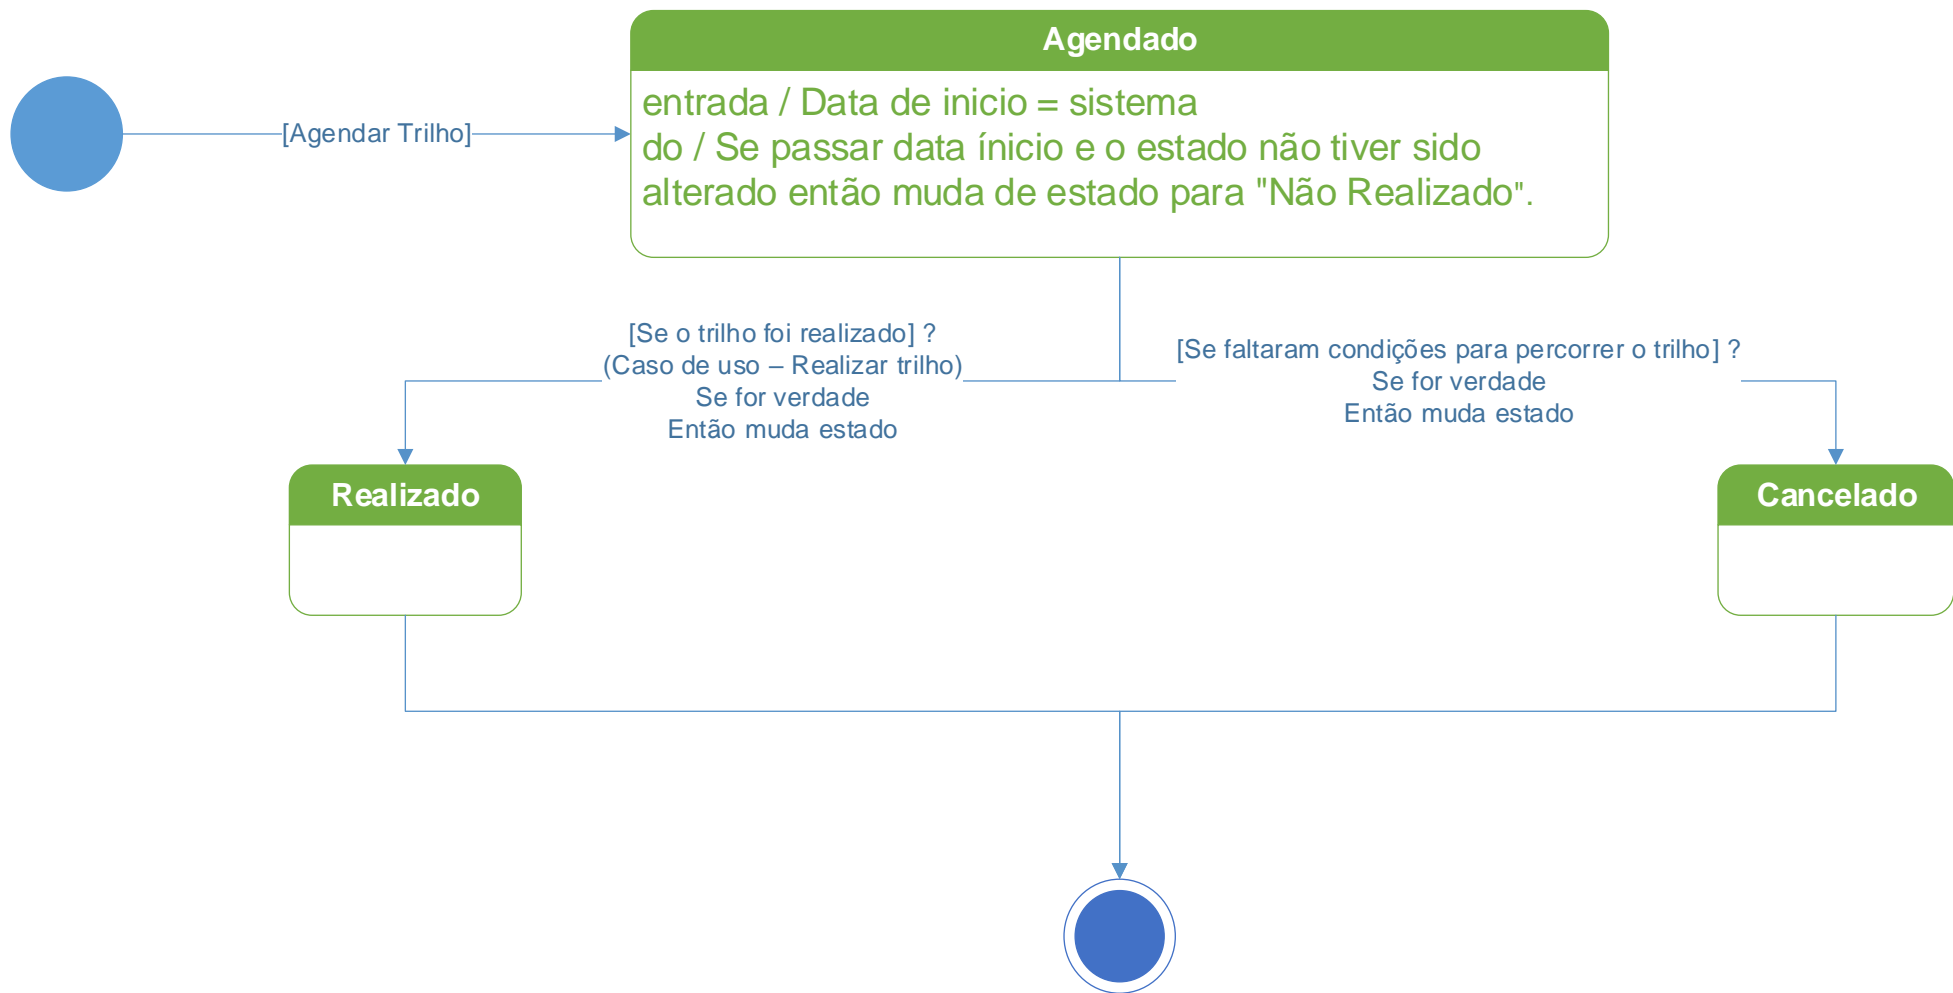 Agendado
entrada / Data de inicio = sistema
do / Se passar data ínicio e o estado não tiver sido
alterado então muda de estado para "Não Realizado".
[Agendar Trilho]
[Se o trilho foi realizado] ?
(Caso de uso – Realizar trilho)
Se for verdade
Então muda estado
[Se faltaram condições para percorrer o trilho] ?
Se for verdade
Então muda estado
Realizado
Cancelado